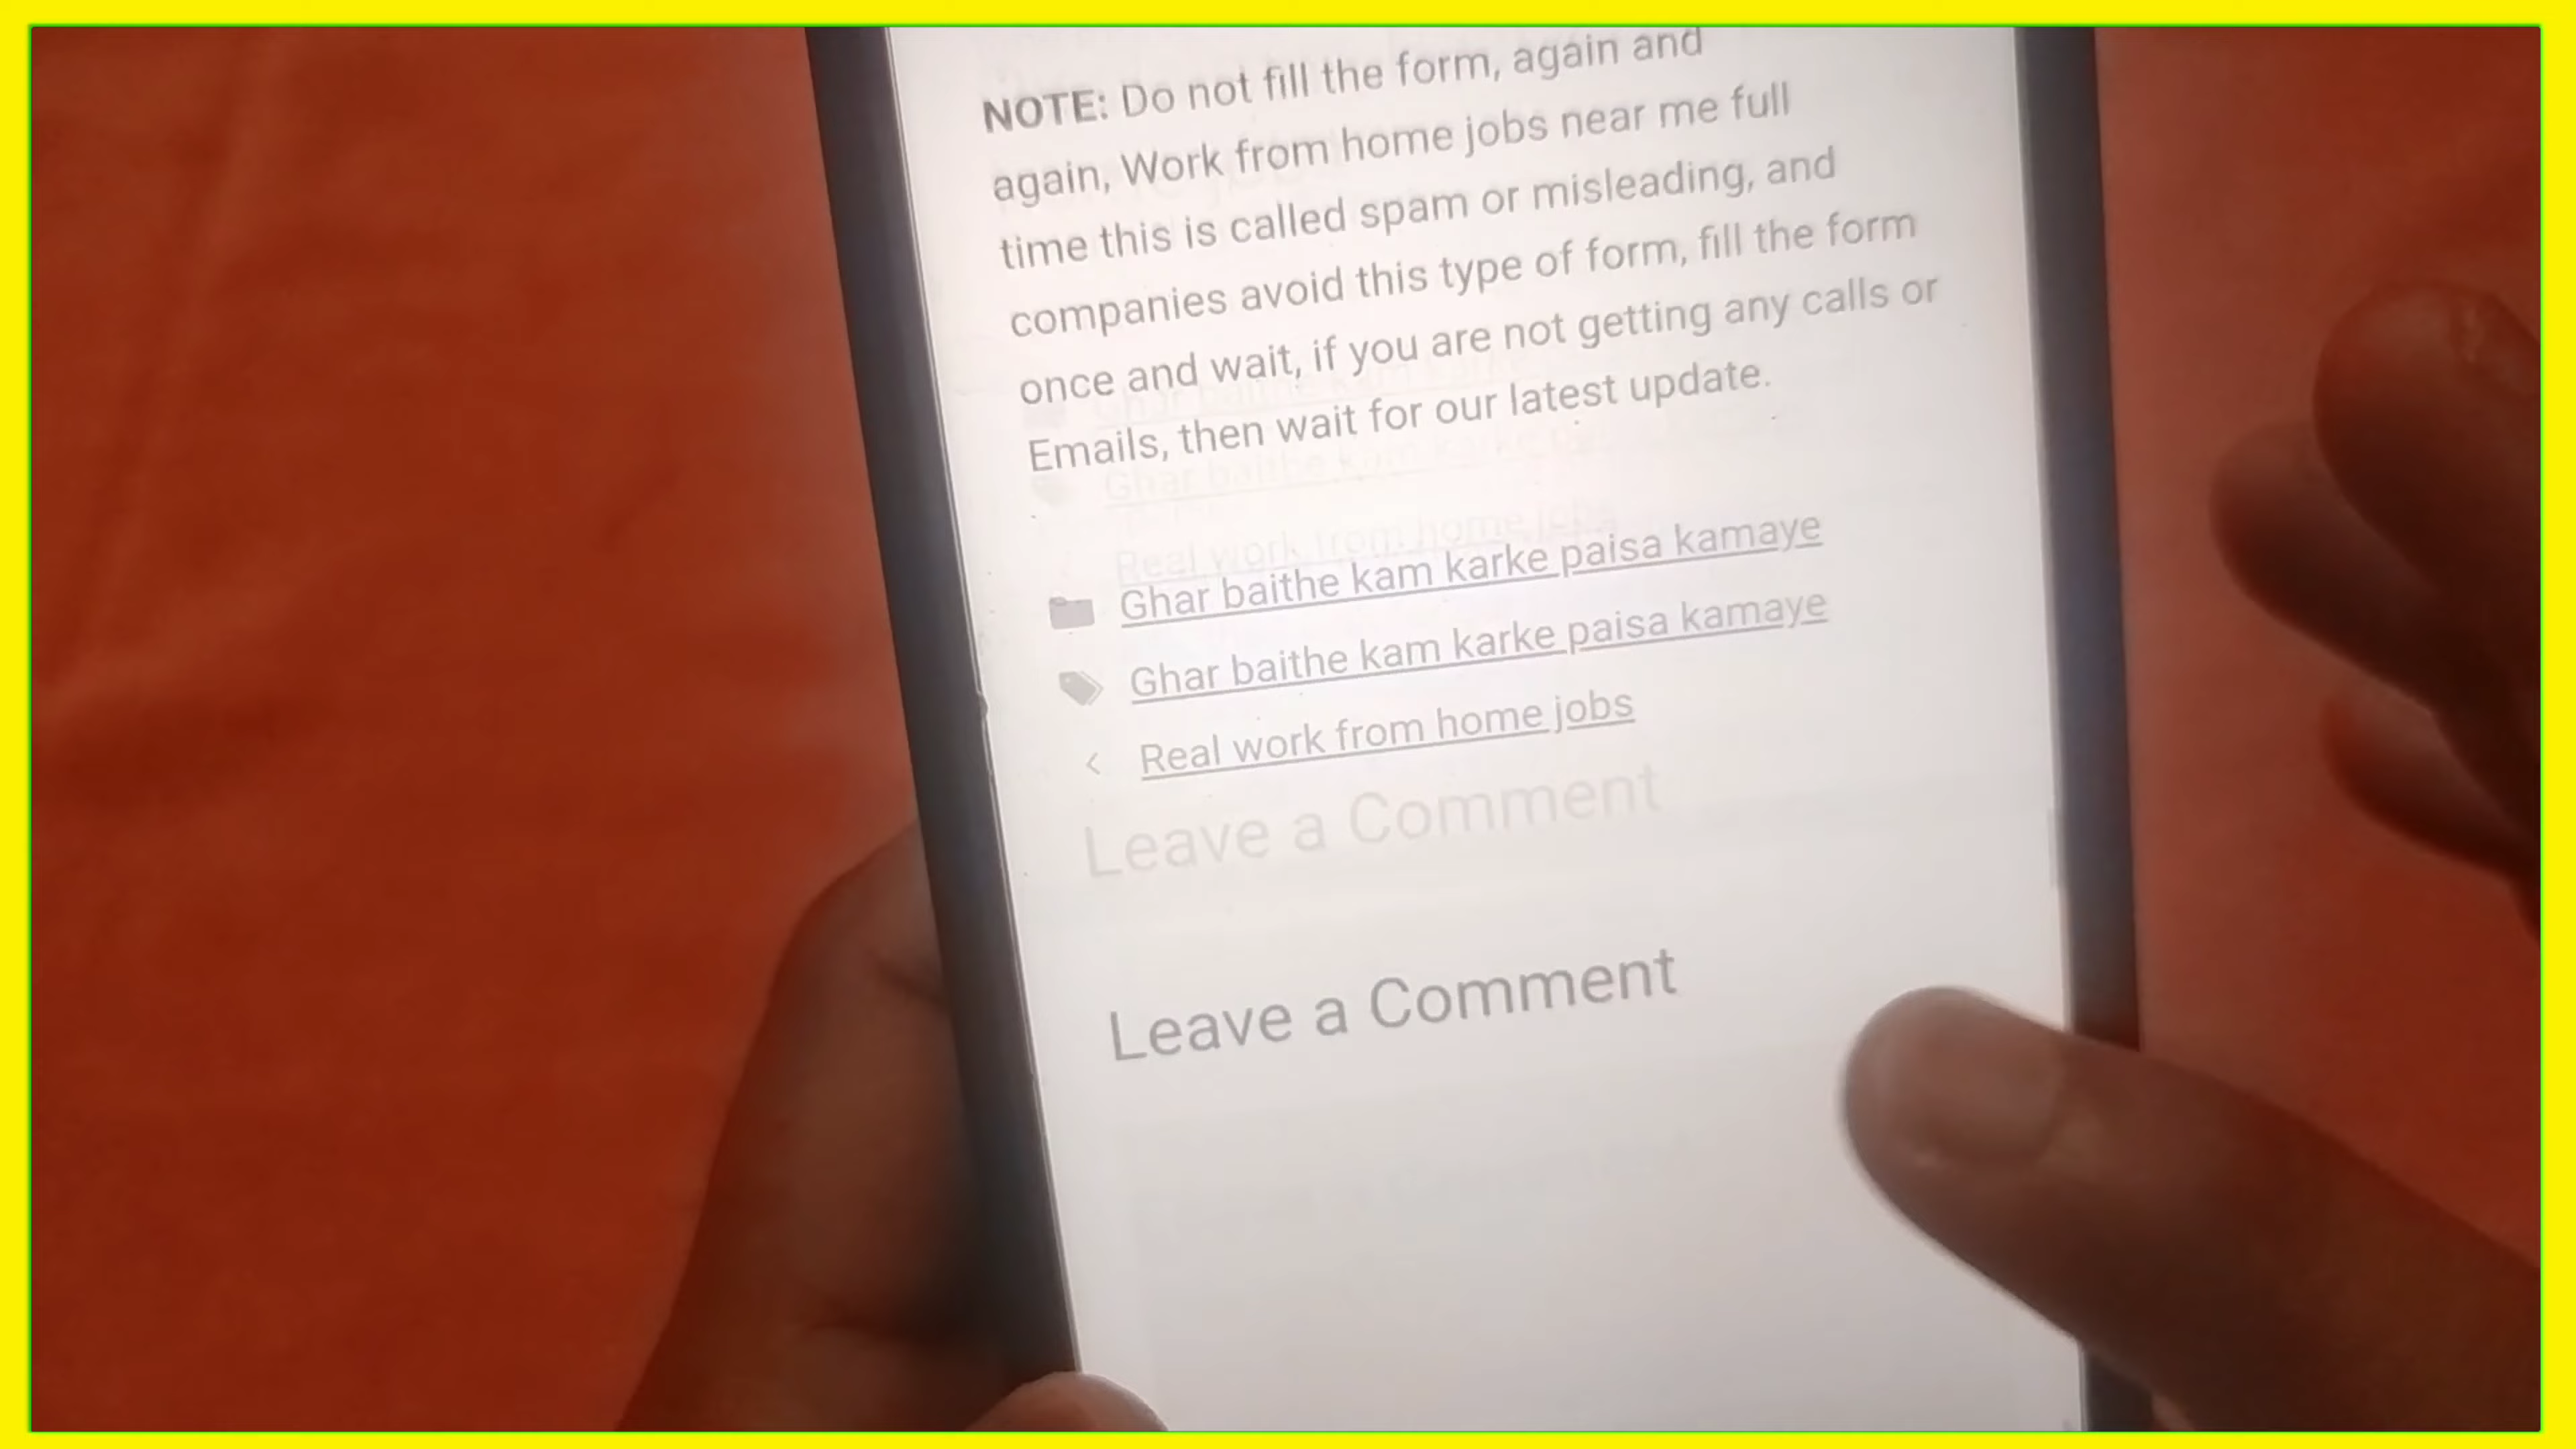 NOTE: Do not fill the form, again and
again, Work from home jobs near me full
time this is called spam or misleading, and
companies avoid this type of form, fill the form
once and wait, if you are not getting any calls or
Emails, then wait for our latest update.
Ghar baithe kam karke paisa kamaye
Ghar baithe kam karke paisa kamaye
Real work from home jobs
Leave a Comment